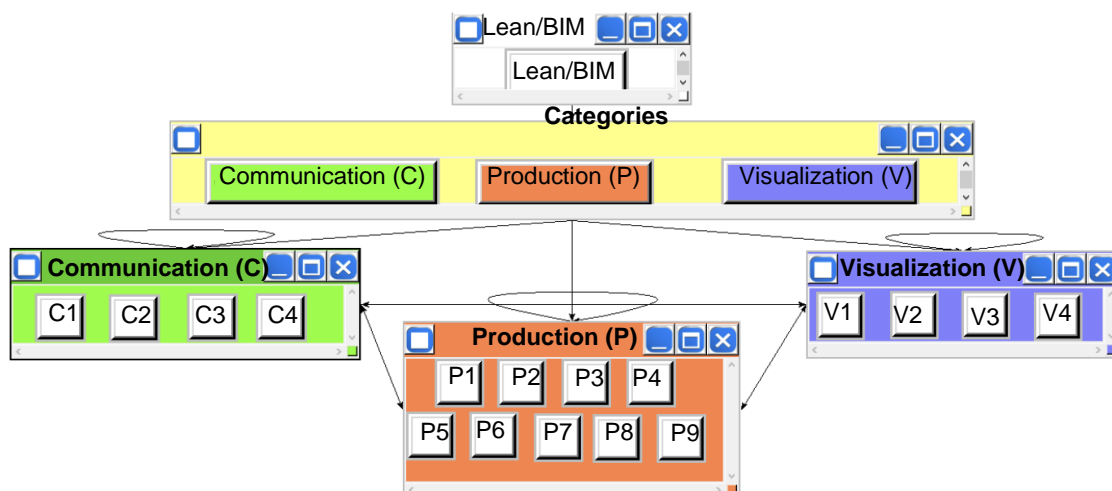 Lean/BIM
Lean/BIM
Categories
Communication (C) Production (P) Visualization (V)
Communication (C)
C1 C2 C3 C4
Visualization (V)
V1 V2 V3 V4
Production (P)
P1 P2 P3 P4
P5 P6 P7 P8 P9